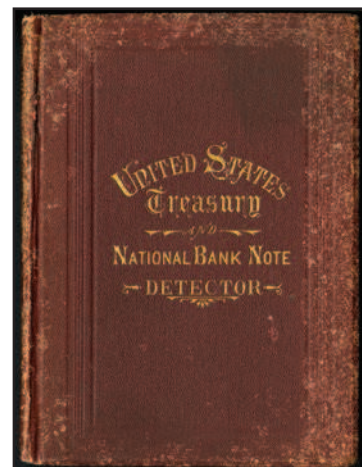 UNITED STATES
Treasury
AND
NATIONAL BANK NOTE
DETECTOR